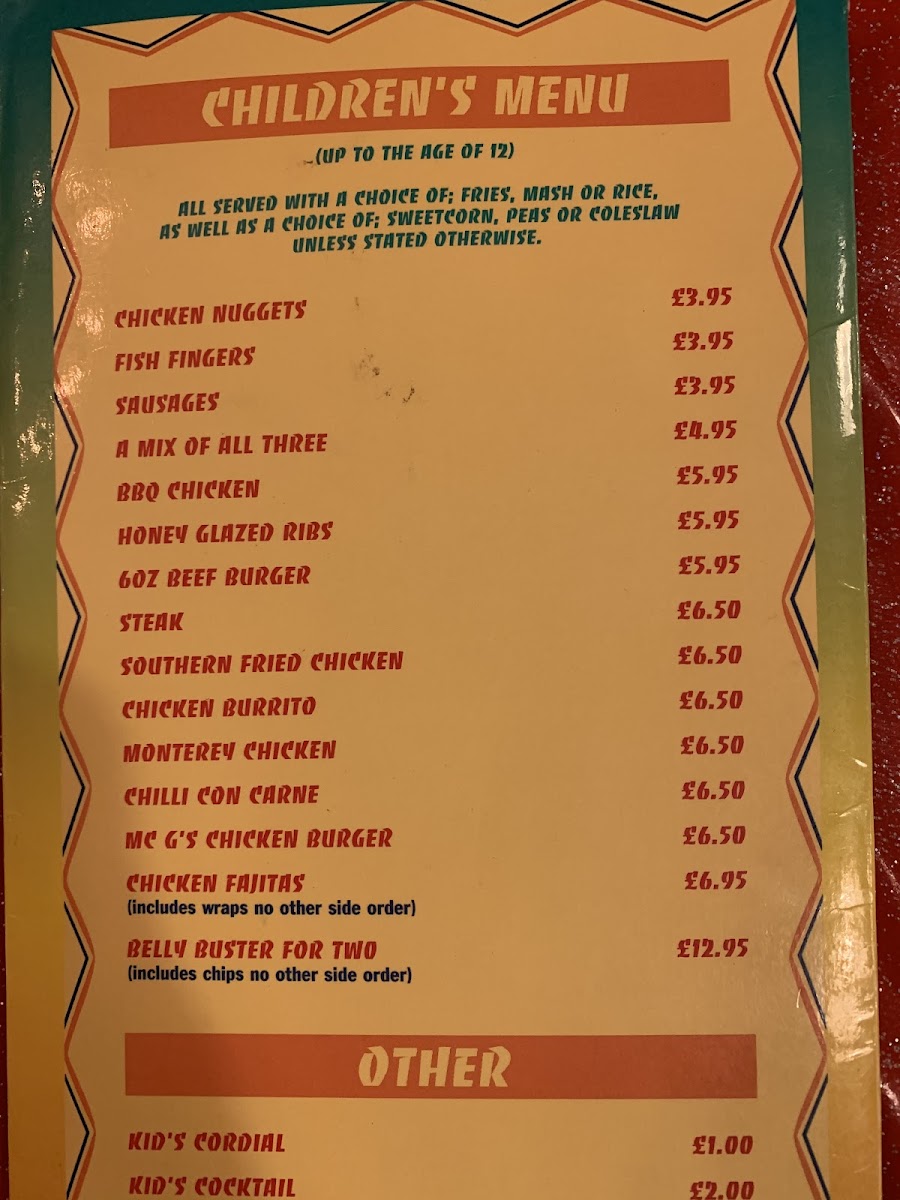 CHILDREN'S MENU
(UP TO THE AGE OF 12)
ALL SERVED WITH A CHOICE OF; FRIES, MASH OR RICE,
AS WELL AS A CHOICE OF; SWEETCORN, PEAS OR COLESLAW
UNLESS STATED OTHERWISE.
CHICKEN NUGGETS £3.95
FISH FINGERS £3.95
SAUSAGES £3.95
A MIX OF ALL THREE £4.95
BBQ CHICKEN £5.95
HONEY GLAZED RIBS £5.95
6OZ BEEF BURGER £5.95
STEAK £6.50
SOUTHERN FRIED CHICKEN £6.50
CHICKEN BURRITO £6.50
MONTEREY CHICKEN £6.50
CHILLI CON CARNE £6.50
MC G'S CHICKEN BURGER £6.50
CHICKEN FAJITAS £6.95
(includes wraps no other side order)
BELLY BUSTER FOR TWO £12.95
(includes chips no other side order)
OTHER
KID'S CORDIAL £1.00
KID'S COCKTAIL £2.00